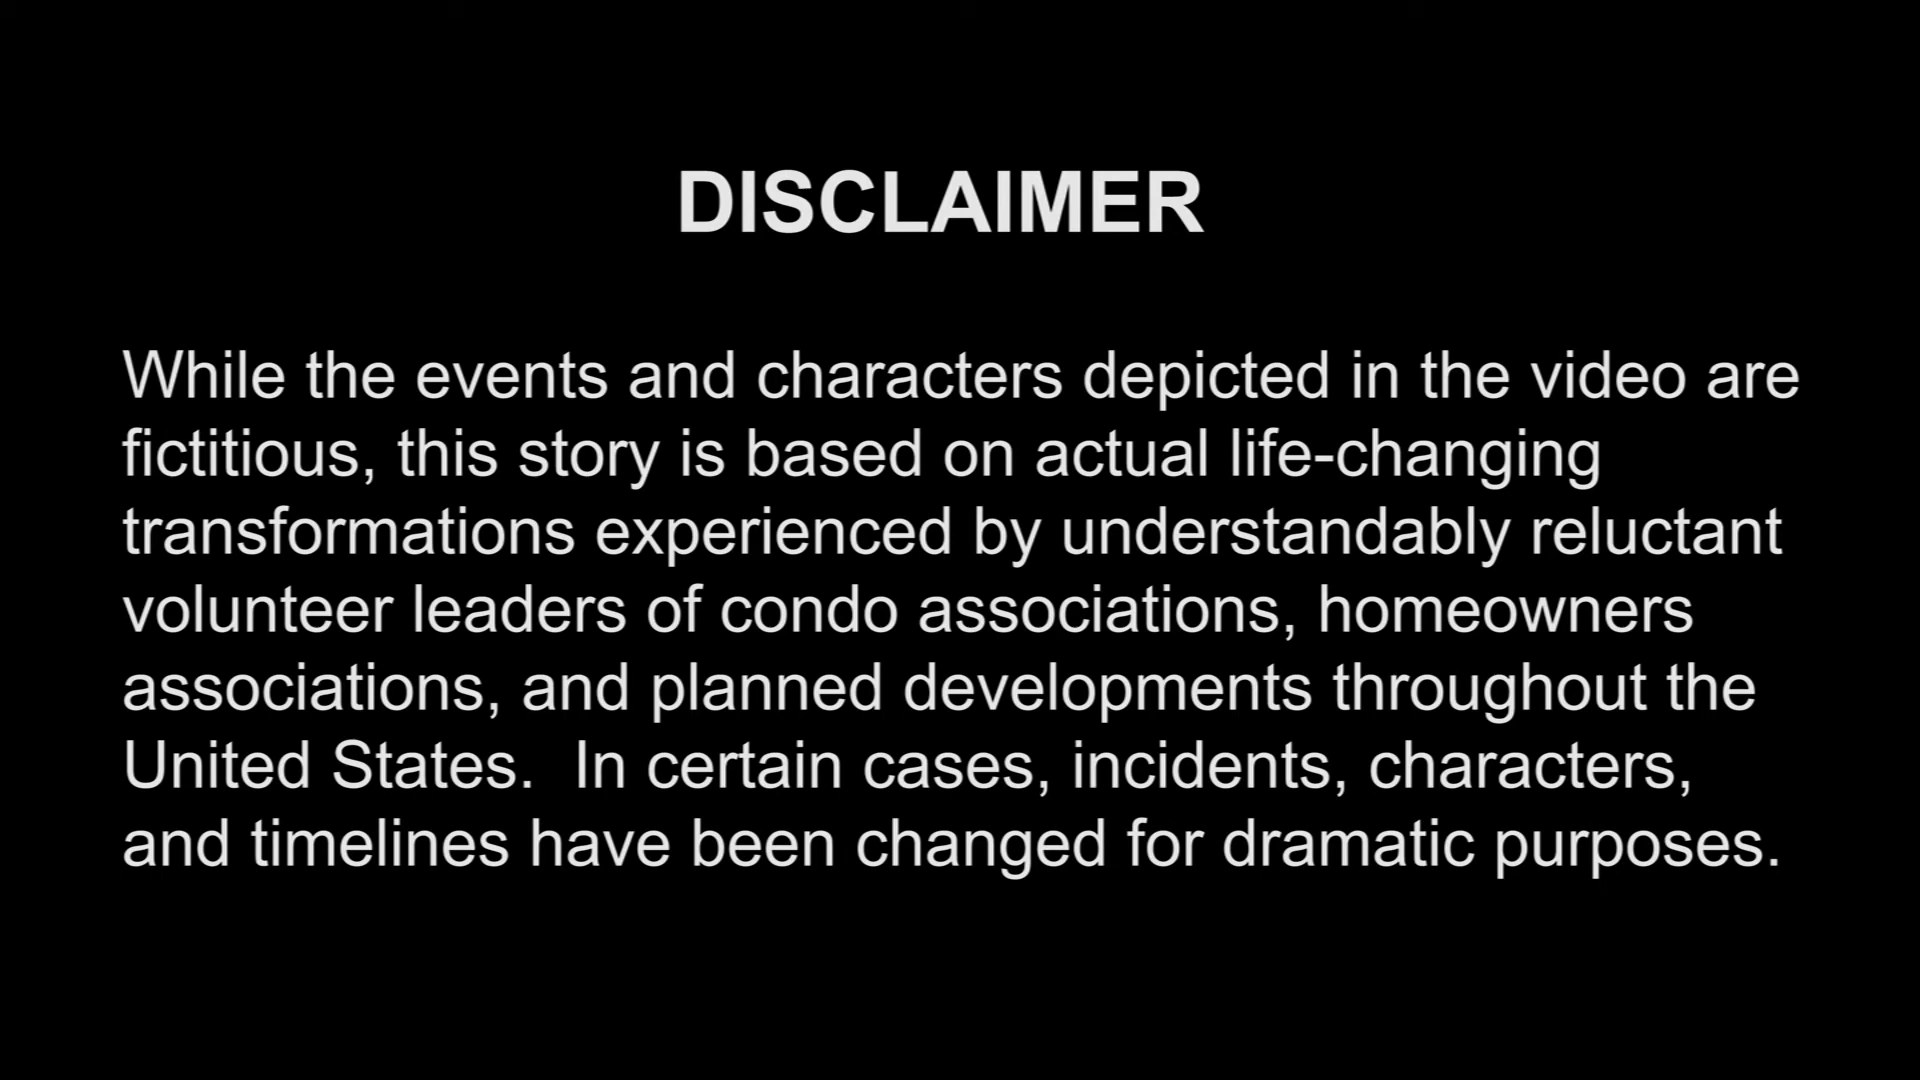 DISCLAIMER
While the events and characters depicted in the video are
fictitious, this story is based on actual life-changing
transformations experienced by understandably reluctant
volunteer leaders of condo associations, homeowners
associations, and planned developments throughout the
United States.  In certain cases, incidents, characters,
and timelines have been changed for dramatic purposes.